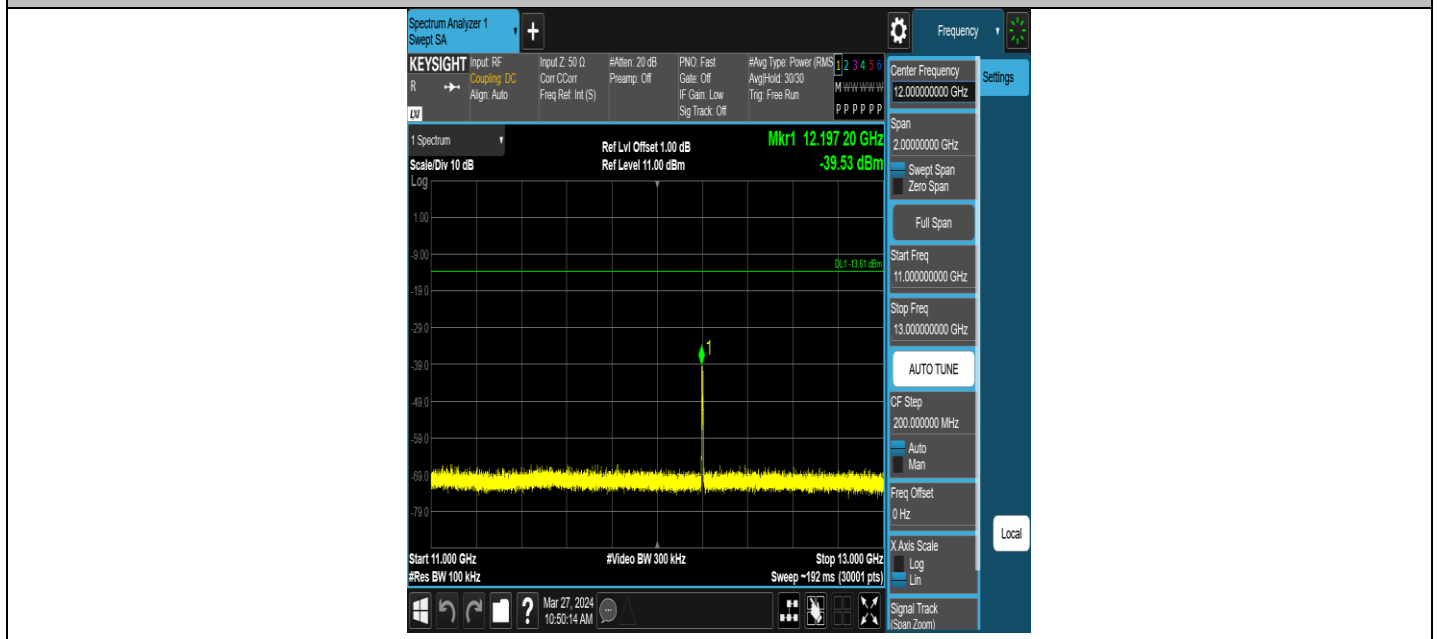 Spectrum Analyzer 1
Swept SA
+
Frequency
KEYSIGHT
R
LXI
Input: RF
Coupling: DC
Align: Auto
Input Z: 50 Ω
Corr CCorr
Freq Ref: Int (S)
#Atten: 20 dB
Preamp: Off
PNO: Fast
Gate: Off
IF Gain: Low
Sig Track: Off
#Avg Type: Power (RMS
Avg|Hold: 30/30
Trig: Free Run
1 2 3 4 5 6
M W W W W W
P P P P P P
Center Frequency
12.000000000 GHz
Settings
1 Spectrum
Scale/Div 10 dB
Ref Lvl Offset 1.00 dB
Ref Level 11.00 dBm
Mkr1 12.197 20 GHz
-39.53 dBm
Log
1.00
-9.00
-19.0
-29.0
-39.0
-49.0
-59.0
-69.0
-79.0
DL1 -13.61 dBm
1
Start 11.000 GHz
#Res BW 100 kHz
#Video BW 300 kHz
Stop 13.000 GHz
Sweep ~192 ms (30001 pts)
Span
2.00000000 GHz
Swept Span
Zero Span
Full Span
Start Freq
11.000000000 GHz
Stop Freq
13.000000000 GHz
AUTO TUNE
CF Step
200.000000 MHz
Auto
Man
Freq Offset
0 Hz
X Axis Scale
Log
Lin
Signal Track
(Span Zoom)
Local
?
Mar 27, 2024
10:50:14 AM